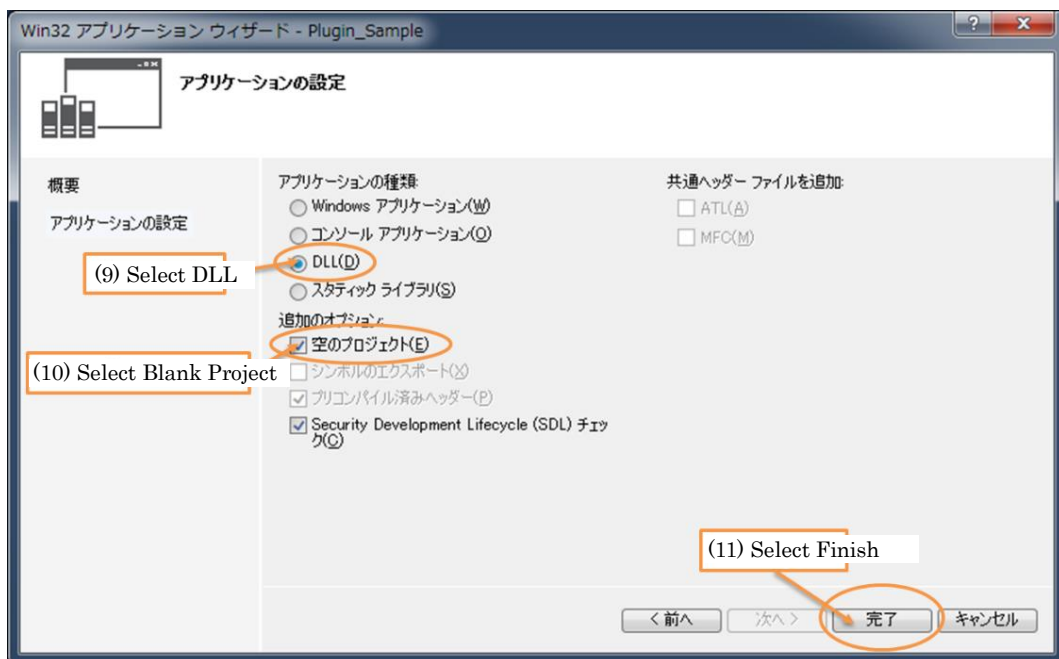 Win32 アプリケーション ウィザード - Plugin_Sample
アプリケーションの設定
概要
アプリケーションの設定
アプリケーションの種類:
Windows アプリケーション(W)
コンソール アプリケーション(O)
(9) Select DLL
DLL(D)
スタティック ライブラリ(S)
追加のオプション:
空のプロジェクト(E)
(10) Select Blank Project
シンボルのエクスポート(X)
プリコンパイル済みヘッダー(P)
Security Development Lifecycle (SDL) チェッ
ク(C)
共通ヘッダー ファイルを追加:
ATL(A)
MFC(M)
(11) Select Finish
< 前へ
次へ >
完了
キャンセル